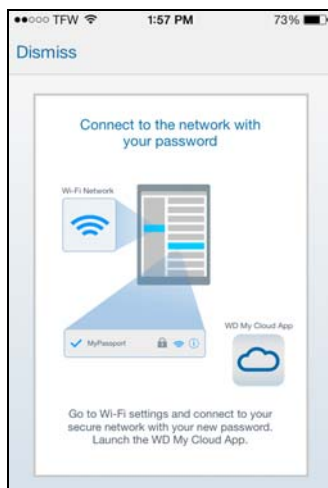 TFW 1:57 PM 73%
Dismiss
Connect to the network with
your password
Wi-Fi Network
MyPassport
WD My Cloud App
Go to Wi-Fi settings and connect to your
secure network with your new password.
Launch the WD My Cloud App.